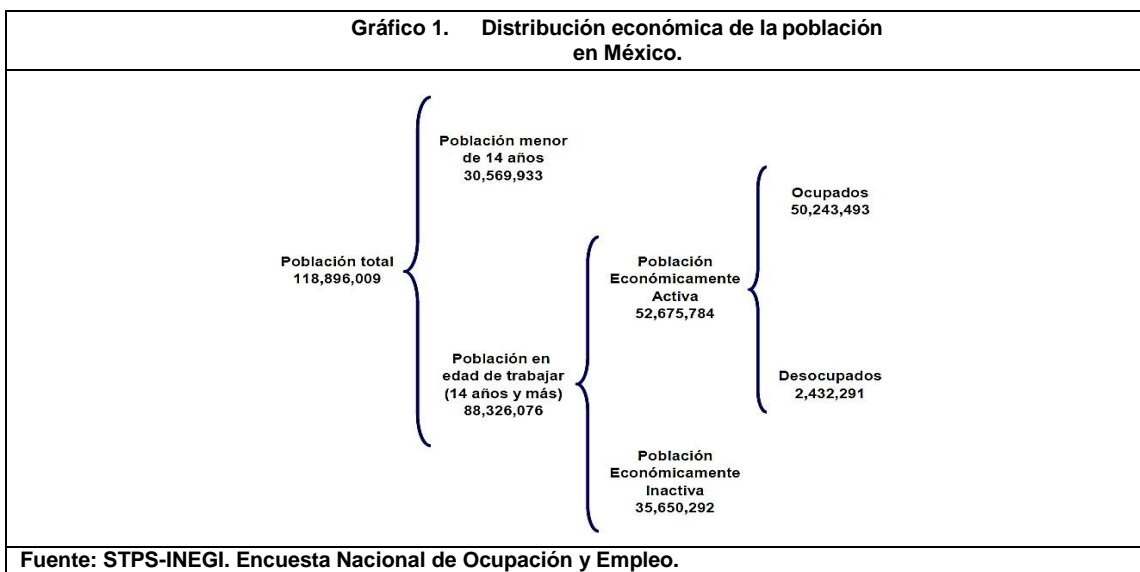 Gráfico 1. Distribución económica de la población
en México.
Población total
118,896,009
Población menor
de 14 años
30,569,933
Población en
edad de trabajar
(14 años y más)
88,326,076
Población
Económicamente
Activa
52,675,784
Población
Económicamente
Inactiva
35,650,292
Ocupados
50,243,493
Desocupados
2,432,291
Fuente: STPS-INEGI. Encuesta Nacional de Ocupación y Empleo.